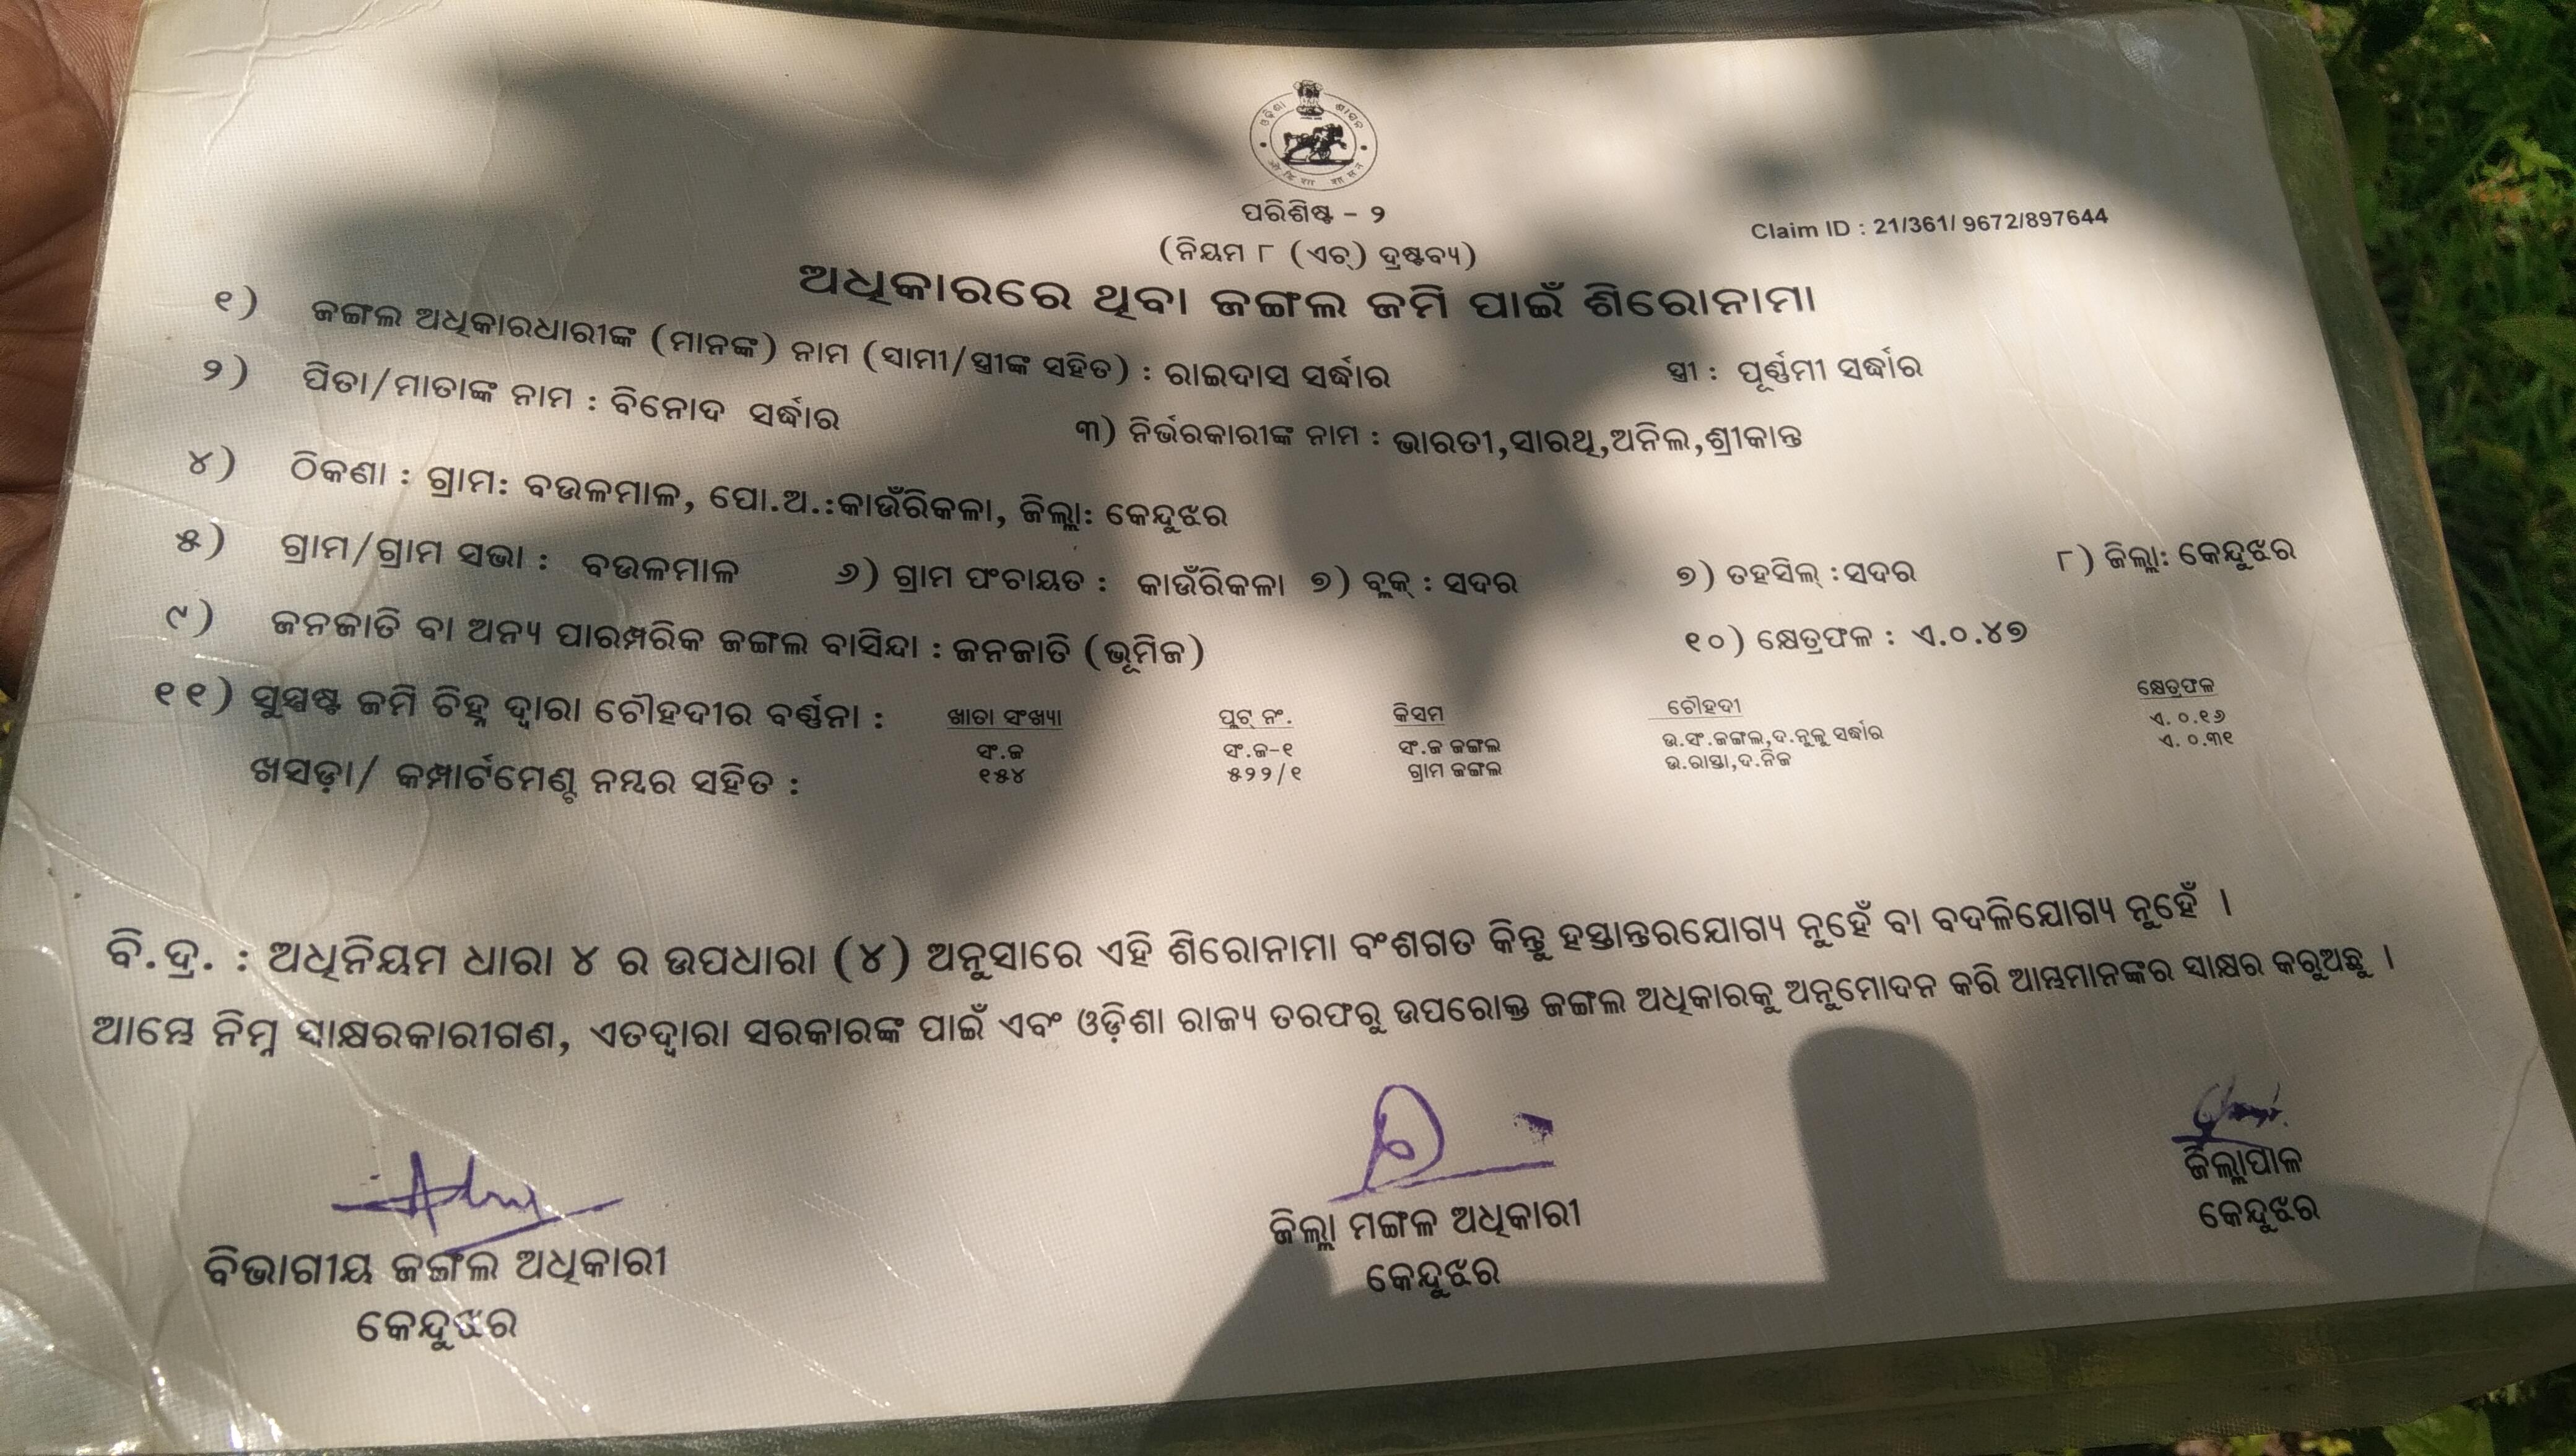 ଓଡ଼ିଶା ଶାସନ
ପରିଶିଷ୍ଟ - ୨
(ନିୟମ ୮ (ଏଚ୍) ଦ୍ରଷ୍ଟବ୍ୟ)
Claim ID : 21/361/ 9672/897644
ଅଧିକାରରେ ଥିବା ଜଙ୍ଗଲ ଜମି ପାଇଁ ଶିରୋନାମା
୧) ଜଙ୍ଗଲ ଅଧିକାରଧାରୀଙ୍କ (ମାନଙ୍କ) ନାମ (ସାମୀ/ସ୍ତ୍ରୀଙ୍କ ସହିତ) : ରାଇଦାସ ସର୍ଦ୍ଧାର ସ୍ତ୍ରୀ : ପୂର୍ଣ୍ଣମୀ ସର୍ଦ୍ଧାର
୨) ପିତା/ମାତାଙ୍କ ନାମ : ବିନୋଦ ସର୍ଦ୍ଧାର ୩) ନିର୍ଭରକାରୀଙ୍କ ନାମ : ଭାରତୀ,ସାରଥି,ଅନିଲ,ଶ୍ରୀକାନ୍ତ
୪) ଠିକଣା : ଗ୍ରାମ: ବଉଳମାଳ, ପୋ.ଅ.:କାଉଁରିକଳା, ଜିଲ୍ଲା: କେନ୍ଦୁଝର
୫) ଗ୍ରାମ/ଗ୍ରାମ ସଭା : ବଉଳମାଳ ୬) ଗ୍ରାମ ପଂଚାୟତ : କାଉଁରିକଳା ୭) ବ୍ଲକ୍ : ସଦର ୭) ତହସିଲ୍ : ସଦର ୮) ଜିଲ୍ଲା: କେନ୍ଦୁଝର
୯) ଜନଜାତି ବା ଅନ୍ୟ ପାରମ୍ପରିକ ଜଙ୍ଗଲ ବାସିନ୍ଦା : ଜନଜାତି (ଭୂମିଜ) ୧୦) କ୍ଷେତ୍ରଫଳ : ଏ.୦.୪୭
୧୧) ସୁସ୍ପଷ୍ଟ ଜମି ଚିହ୍ନ ଦ୍ୱାରା ଚୌହଦୀର ବର୍ଣ୍ଣନା : ଖାତା ସଂଖ୍ୟା ପ୍ଲଟ୍ ନଂ. କିସମ ଚୌହଦୀ କ୍ଷେତ୍ରଫଳ
ସଂ.ଜ ସଂ.ଜ-୧ ସଂ.ଜ ଜଙ୍ଗଲ ଉ.ସଂ.ଜଙ୍ଗଲ,ଦ.ନୁଳୁ ସର୍ଦ୍ଧାର ଏ. ୦.୧୬
ଖସଡ଼ା/ କମ୍ପାର୍ଟମେଣ୍ଟ ନମ୍ବର ସହିତ : ୧୫୪ ୫୨୨/୧ ଗ୍ରାମ ଜଙ୍ଗଲ ଉ.ରାସ୍ତା,ଦ.ନିଜ ଏ. ୦.୩୧
ବି.ଦ୍ର. : ଅଧିନିୟମ ଧାରା ୪ ର ଉପଧାରା (୪) ଅନୁସାରେ ଏହି ଶିରୋନାମା ବଂଶଗତ କିନ୍ତୁ ହସ୍ତାନ୍ତରଯୋଗ୍ୟ ନୁହେଁ ବା ବଦଳିଯୋଗ୍ୟ ନୁହେଁ ।
ଆମ୍ଭେ ନିମ୍ନ ସ୍ୱାକ୍ଷରକାରୀଗଣ, ଏତଦ୍ୱାରା ସରକାରଙ୍କ ପାଇଁ ଏବଂ ଓଡ଼ିଶା ରାଜ୍ୟ ତରଫରୁ ଉପରୋକ୍ତ ଜଙ୍ଗଲ ଅଧିକାରକୁ ଅନୁମୋଦନ କରି ଆମ୍ଭମାନଙ୍କର ସ୍ୱାକ୍ଷର କରୁଅଛୁ ।
ବିଭାଗୀୟ ଜଙ୍ଗଲ ଅଧିକାରୀ
କେନ୍ଦୁଝର
ଜିଲ୍ଲା ମଙ୍ଗଳ ଅଧିକାରୀ
କେନ୍ଦୁଝର
ଜିଲ୍ଲାପାଳ
କେନ୍ଦୁଝର